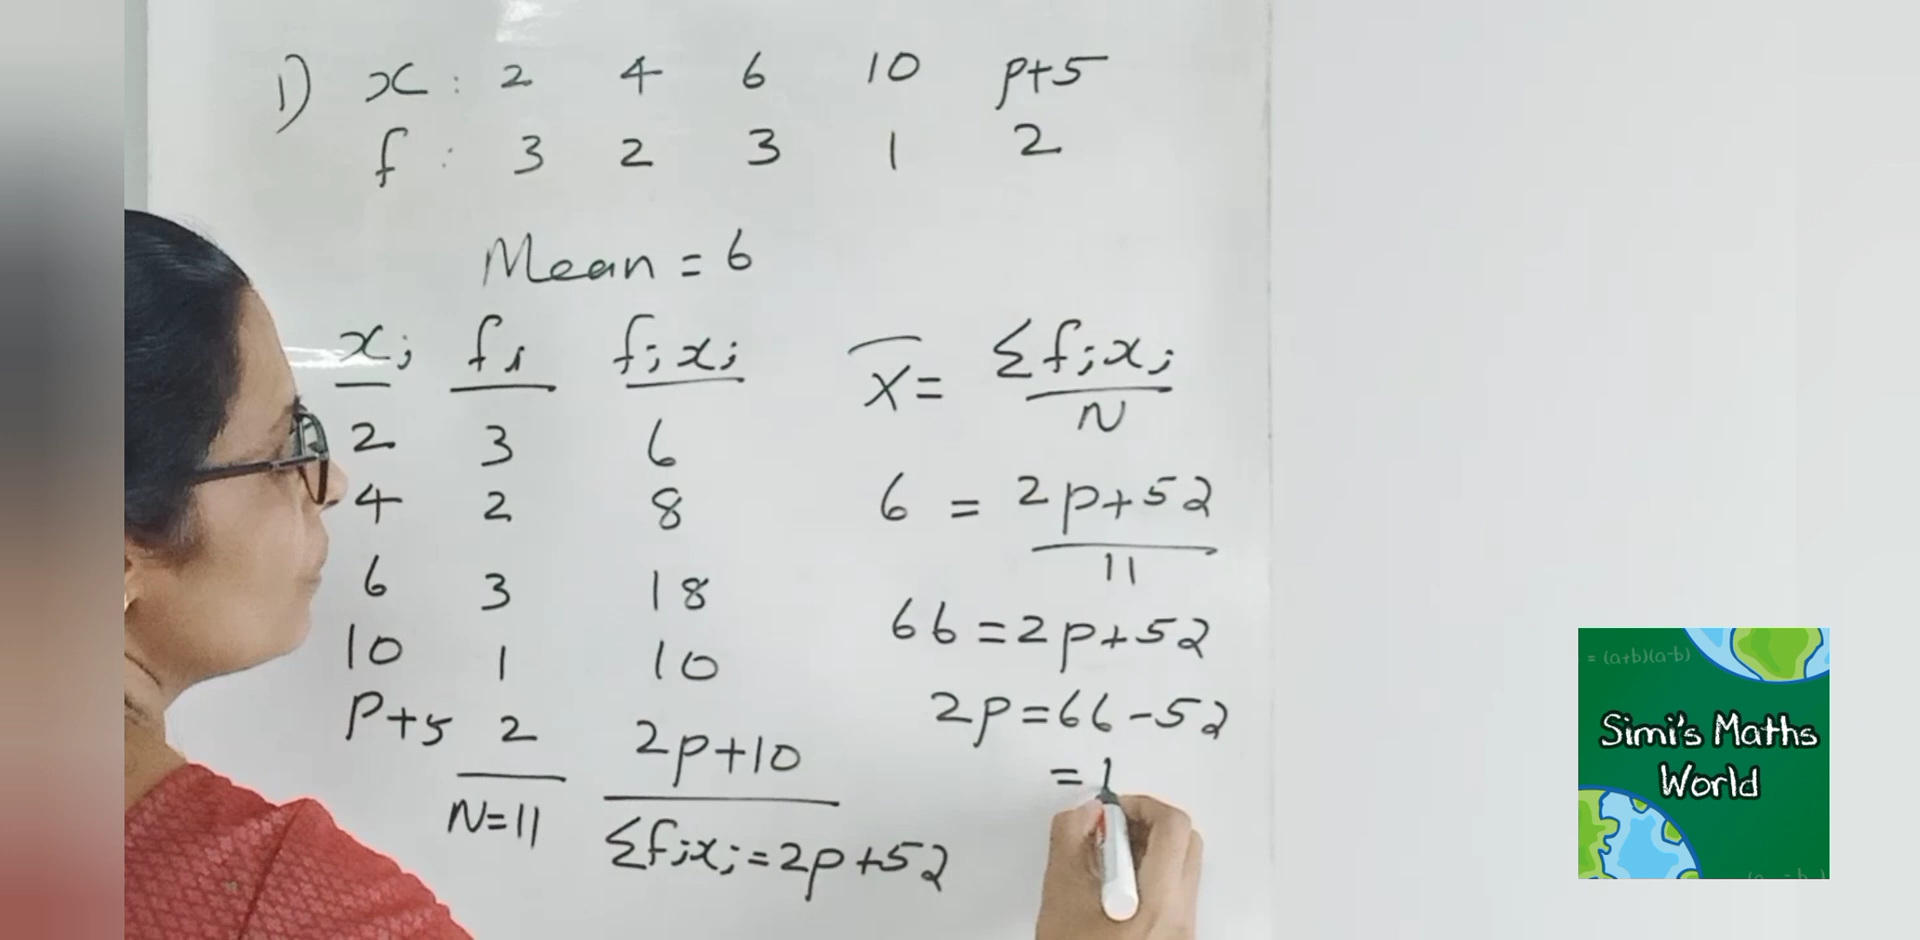 1) x : 2 4 6 10 p+5
f : 3 2 3 1 2
Mean = 6
xi fi fixi
2 3 6
4 2 8
6 3 18
10 1 10
P+5 2 2p+10
N=11 Σfixi=2p+52
X̄ = Σfixi / N
6 = 2p+52 / 11
66=2p+52
2p=66-52
=1
= (a+b)(a-b)
Simi's Maths
World